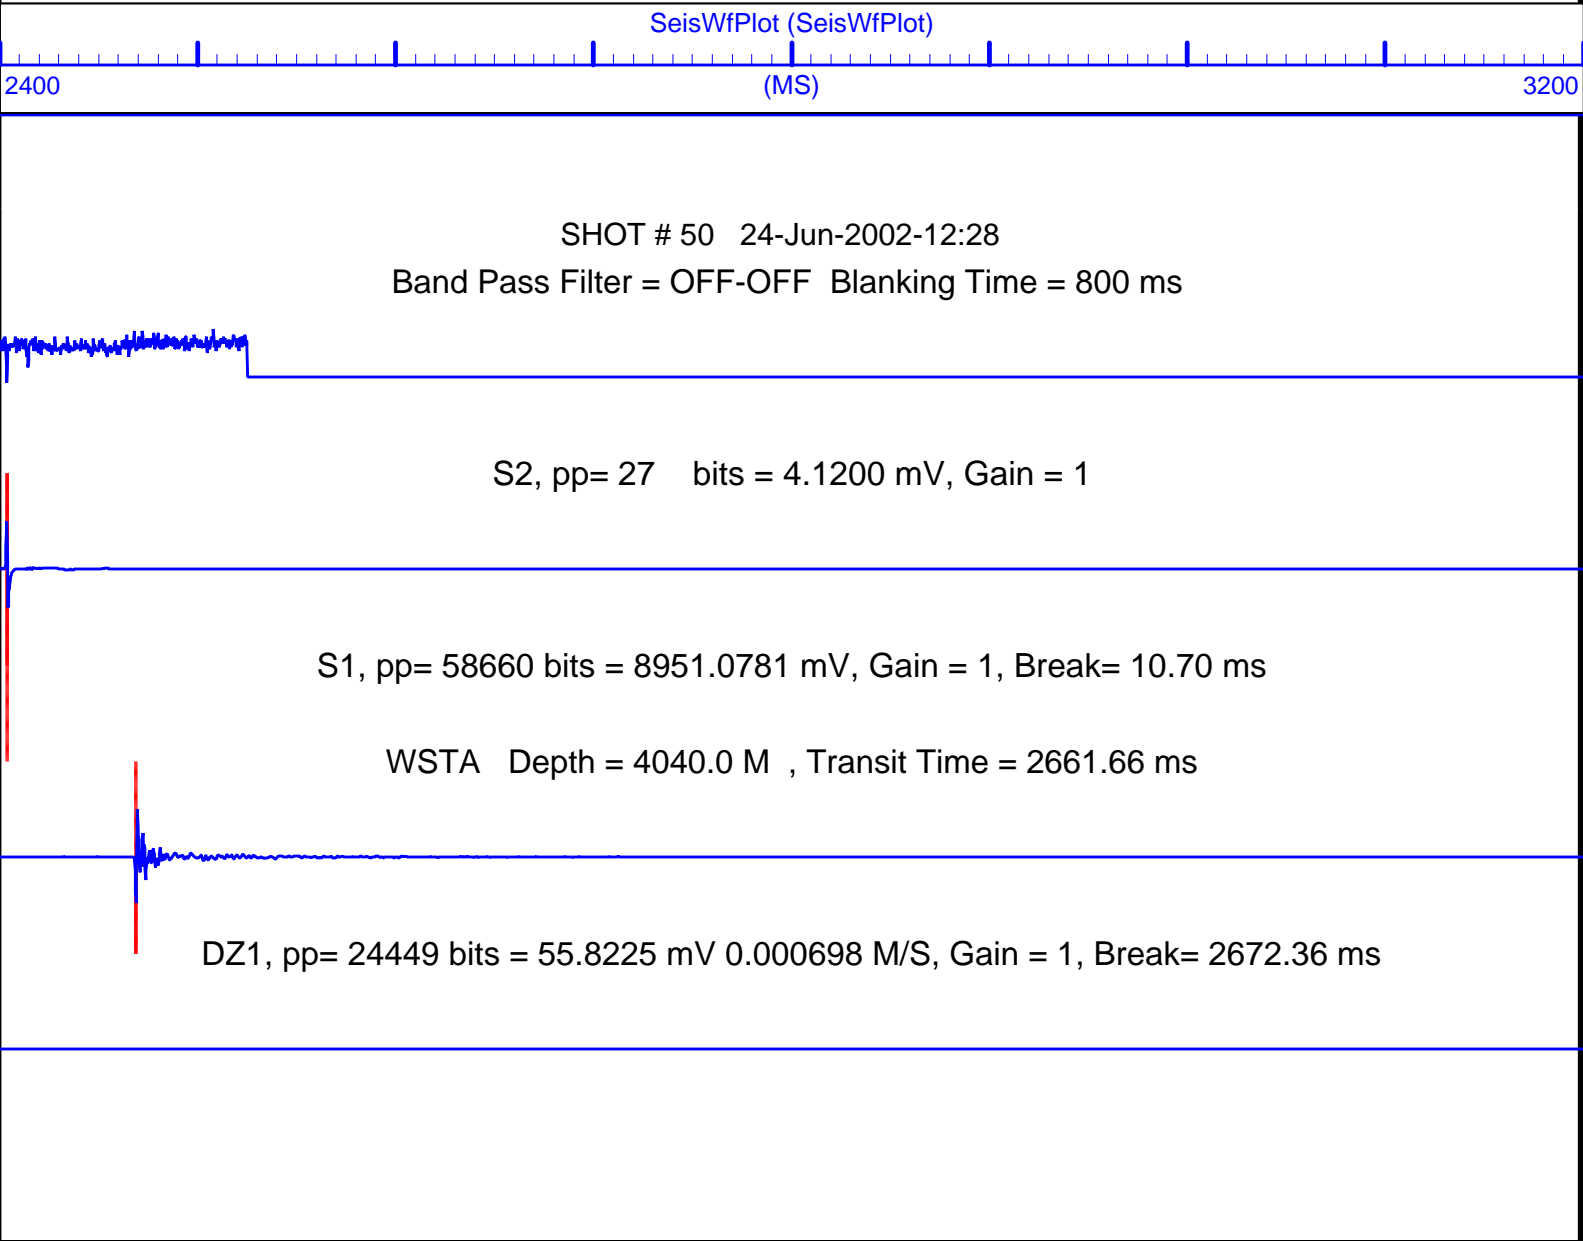 SeisWfPlot (SeisWfPlot)
2400 (MS) 3200
SHOT # 50 24-Jun-2002-12:28
Band Pass Filter = OFF-OFF Blanking Time = 800 ms
S2, pp= 27 bits = 4.1200 mV, Gain = 1
S1, pp= 58660 bits = 8951.0781 mV, Gain = 1, Break= 10.70 ms
WSTA Depth = 4040.0 M , Transit Time = 2661.66 ms
DZ1, pp= 24449 bits = 55.8225 mV 0.000698 M/S, Gain = 1, Break= 2672.36 ms